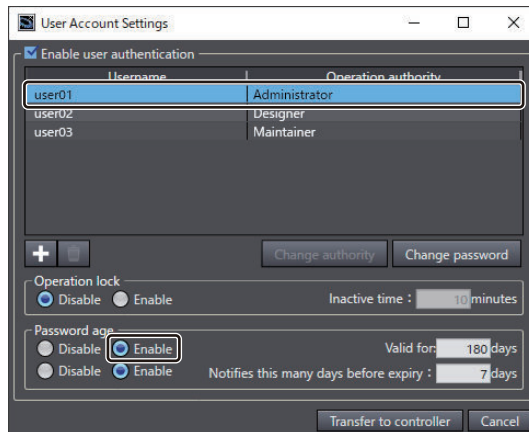 User Account Settings
Enable user authentication
Username Operation authority
user01 Administrator
user02 Designer
user03 Maintainer
Change authority Change password
Operation lock
Disable Enable Inactive time : 10 minutes
Password age
Disable Enable Valid for: 180 days
Disable Enable Notifies this many days before expiry : 7 days
Transfer to controller Cancel